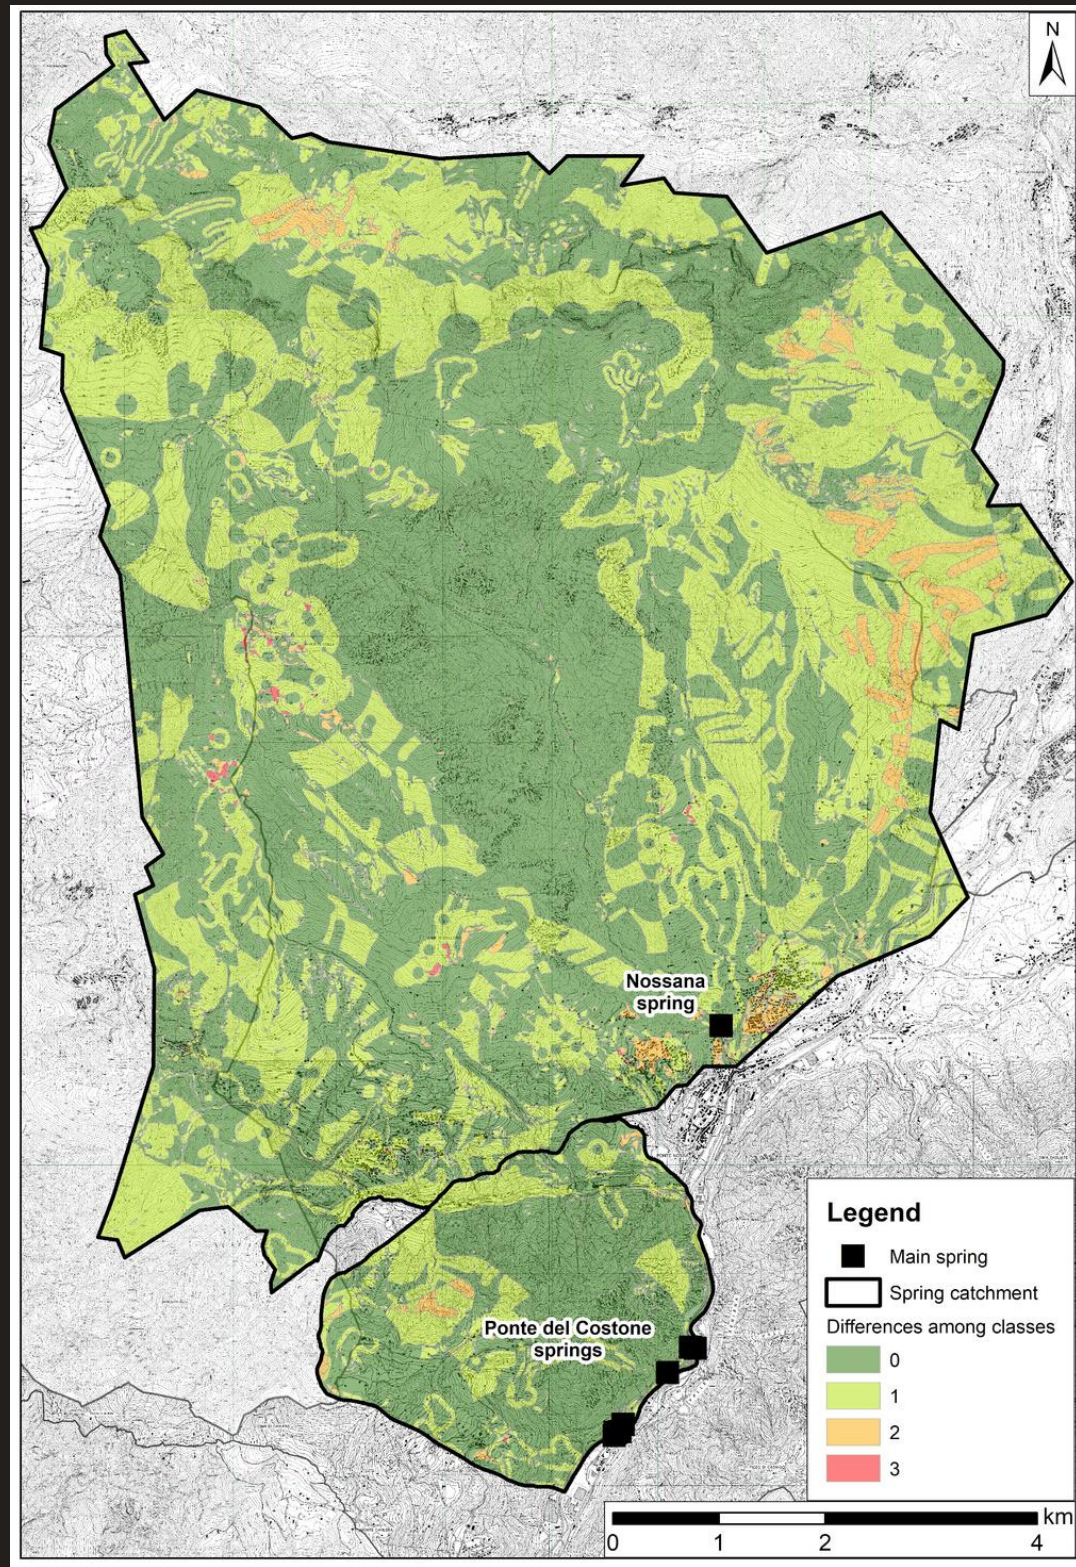 N
Nossana
spring
Ponte del Costone
springs
Legend
Main spring
Spring catchment
Differences among classes
0
1
2
3
km
0
1
2
4